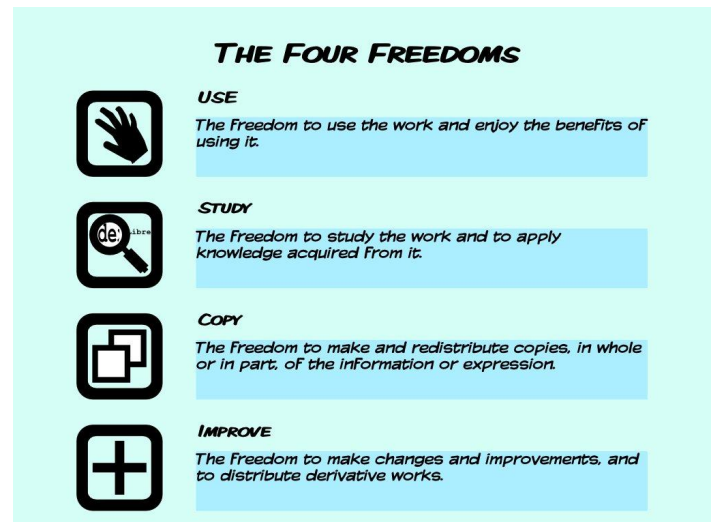 The Four Freedoms
Use
The freedom to use the work and enjoy the benefits of
using it.
Study
de:
ibre
The freedom to study the work and to apply
knowledge acquired from it.
Copy
The freedom to make and redistribute copies, in whole
or in part, of the information or expression.
Improve
The freedom to make changes and improvements, and
to distribute derivative works.